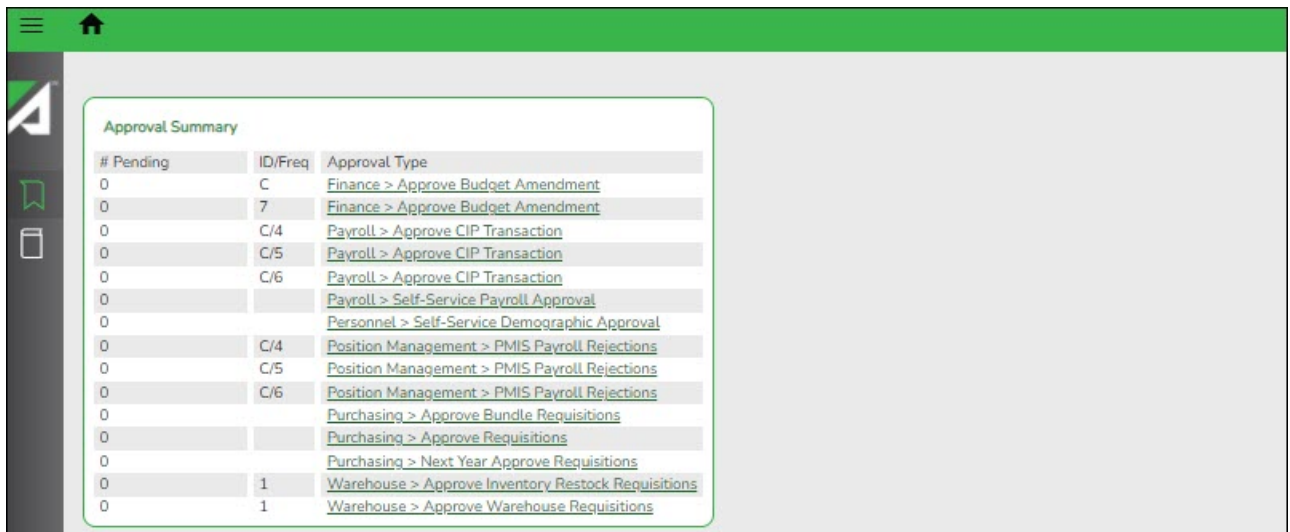 Approval Summary
# Pending ID/Freq Approval Type
0 C Finance > Approve Budget Amendment
0 7 Finance > Approve Budget Amendment
0 C/4 Payroll > Approve CIP Transaction
0 C/5 Payroll > Approve CIP Transaction
0 C/6 Payroll > Approve CIP Transaction
0 Payroll > Self-Service Payroll Approval
0 Personnel > Self-Service Demographic Approval
0 C/4 Position Management > PMIS Payroll Rejections
0 C/5 Position Management > PMIS Payroll Rejections
0 C/6 Position Management > PMIS Payroll Rejections
0 Purchasing > Approve Bundle Requisitions
0 Purchasing > Approve Requisitions
0 Purchasing > Next Year Approve Requisitions
0 1 Warehouse > Approve Inventory Restock Requisitions
0 1 Warehouse > Approve Warehouse Requisitions